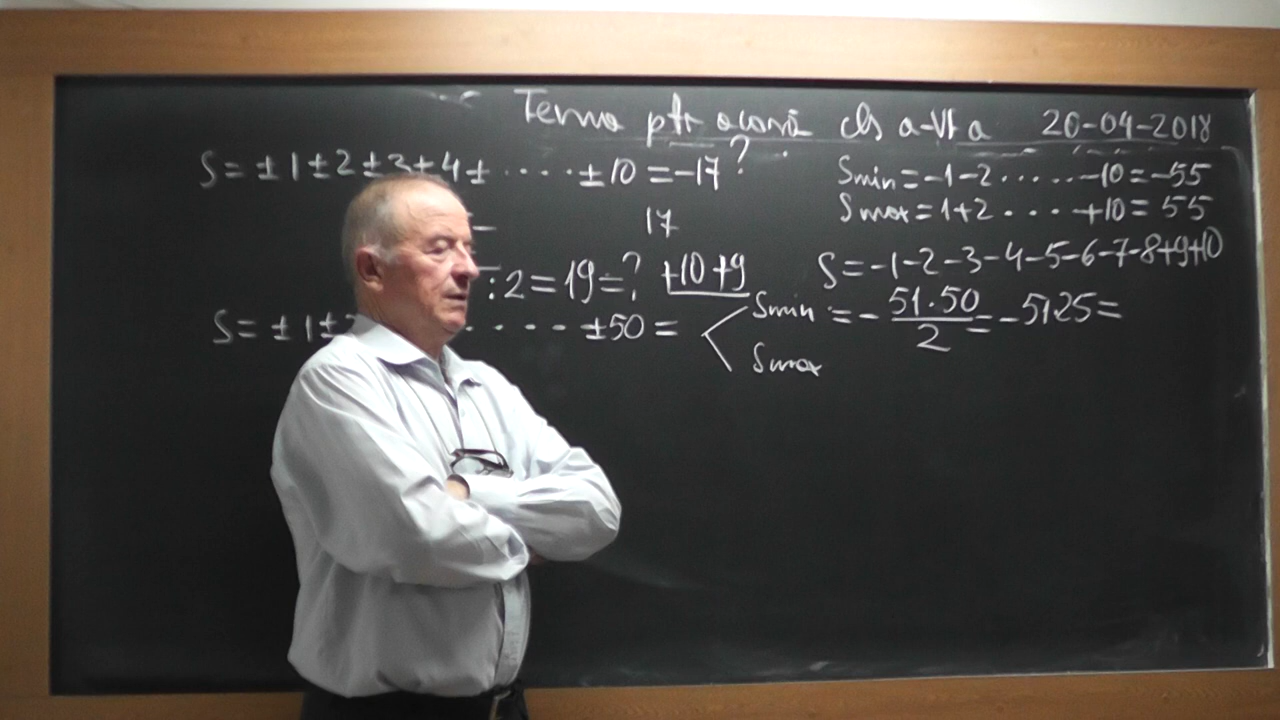 Tema ptr acasă cls a-VI a 20-04-2018
S = ± 1 ± 2 ± 3 ± 4 ± ..... ± 10 = -17 ?
17
: 2 = 19 = ? +10 +9
S = ± 1 ± .... ± 50 =
Smin = -1-2 ...... -10 = -55
Smax = 1+2 .... +10 = 55
S = -1-2-3-4-5-6-7-8+9+10
Smin = - 51·50 / 2 = -51·25 =
Smax